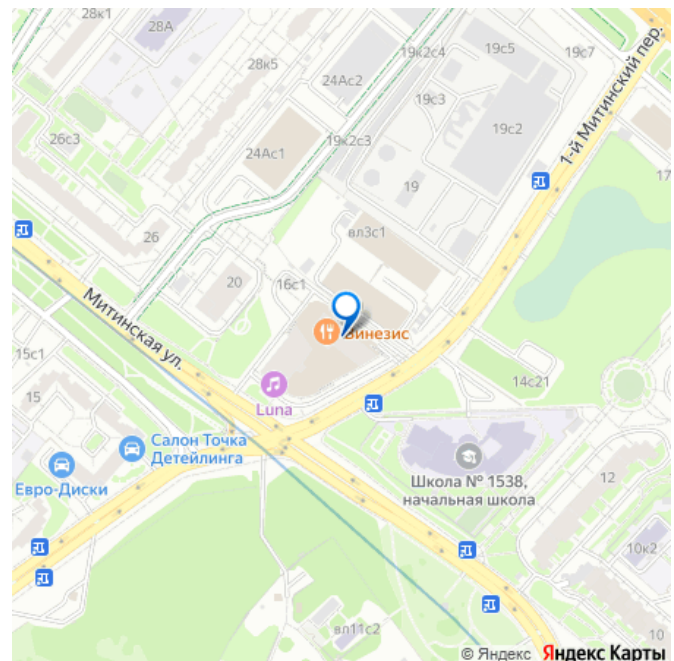 28к1
28А
19к2с4
19с5
19с7
28к5
24Ас2
19с3
1-й Митинский пер.
19с2
26с3
19к2с3
24Ас1
17
19
вл3с1
26
20
16с1
Митинская ул.
Винезис
15с1
14с21
15
Luna
Салон Точка
Детейлинга
Евро-Диски
Школа № 1538,
начальная школа
12
10к2
вл11с2
© Яндекс Яндекс Карты